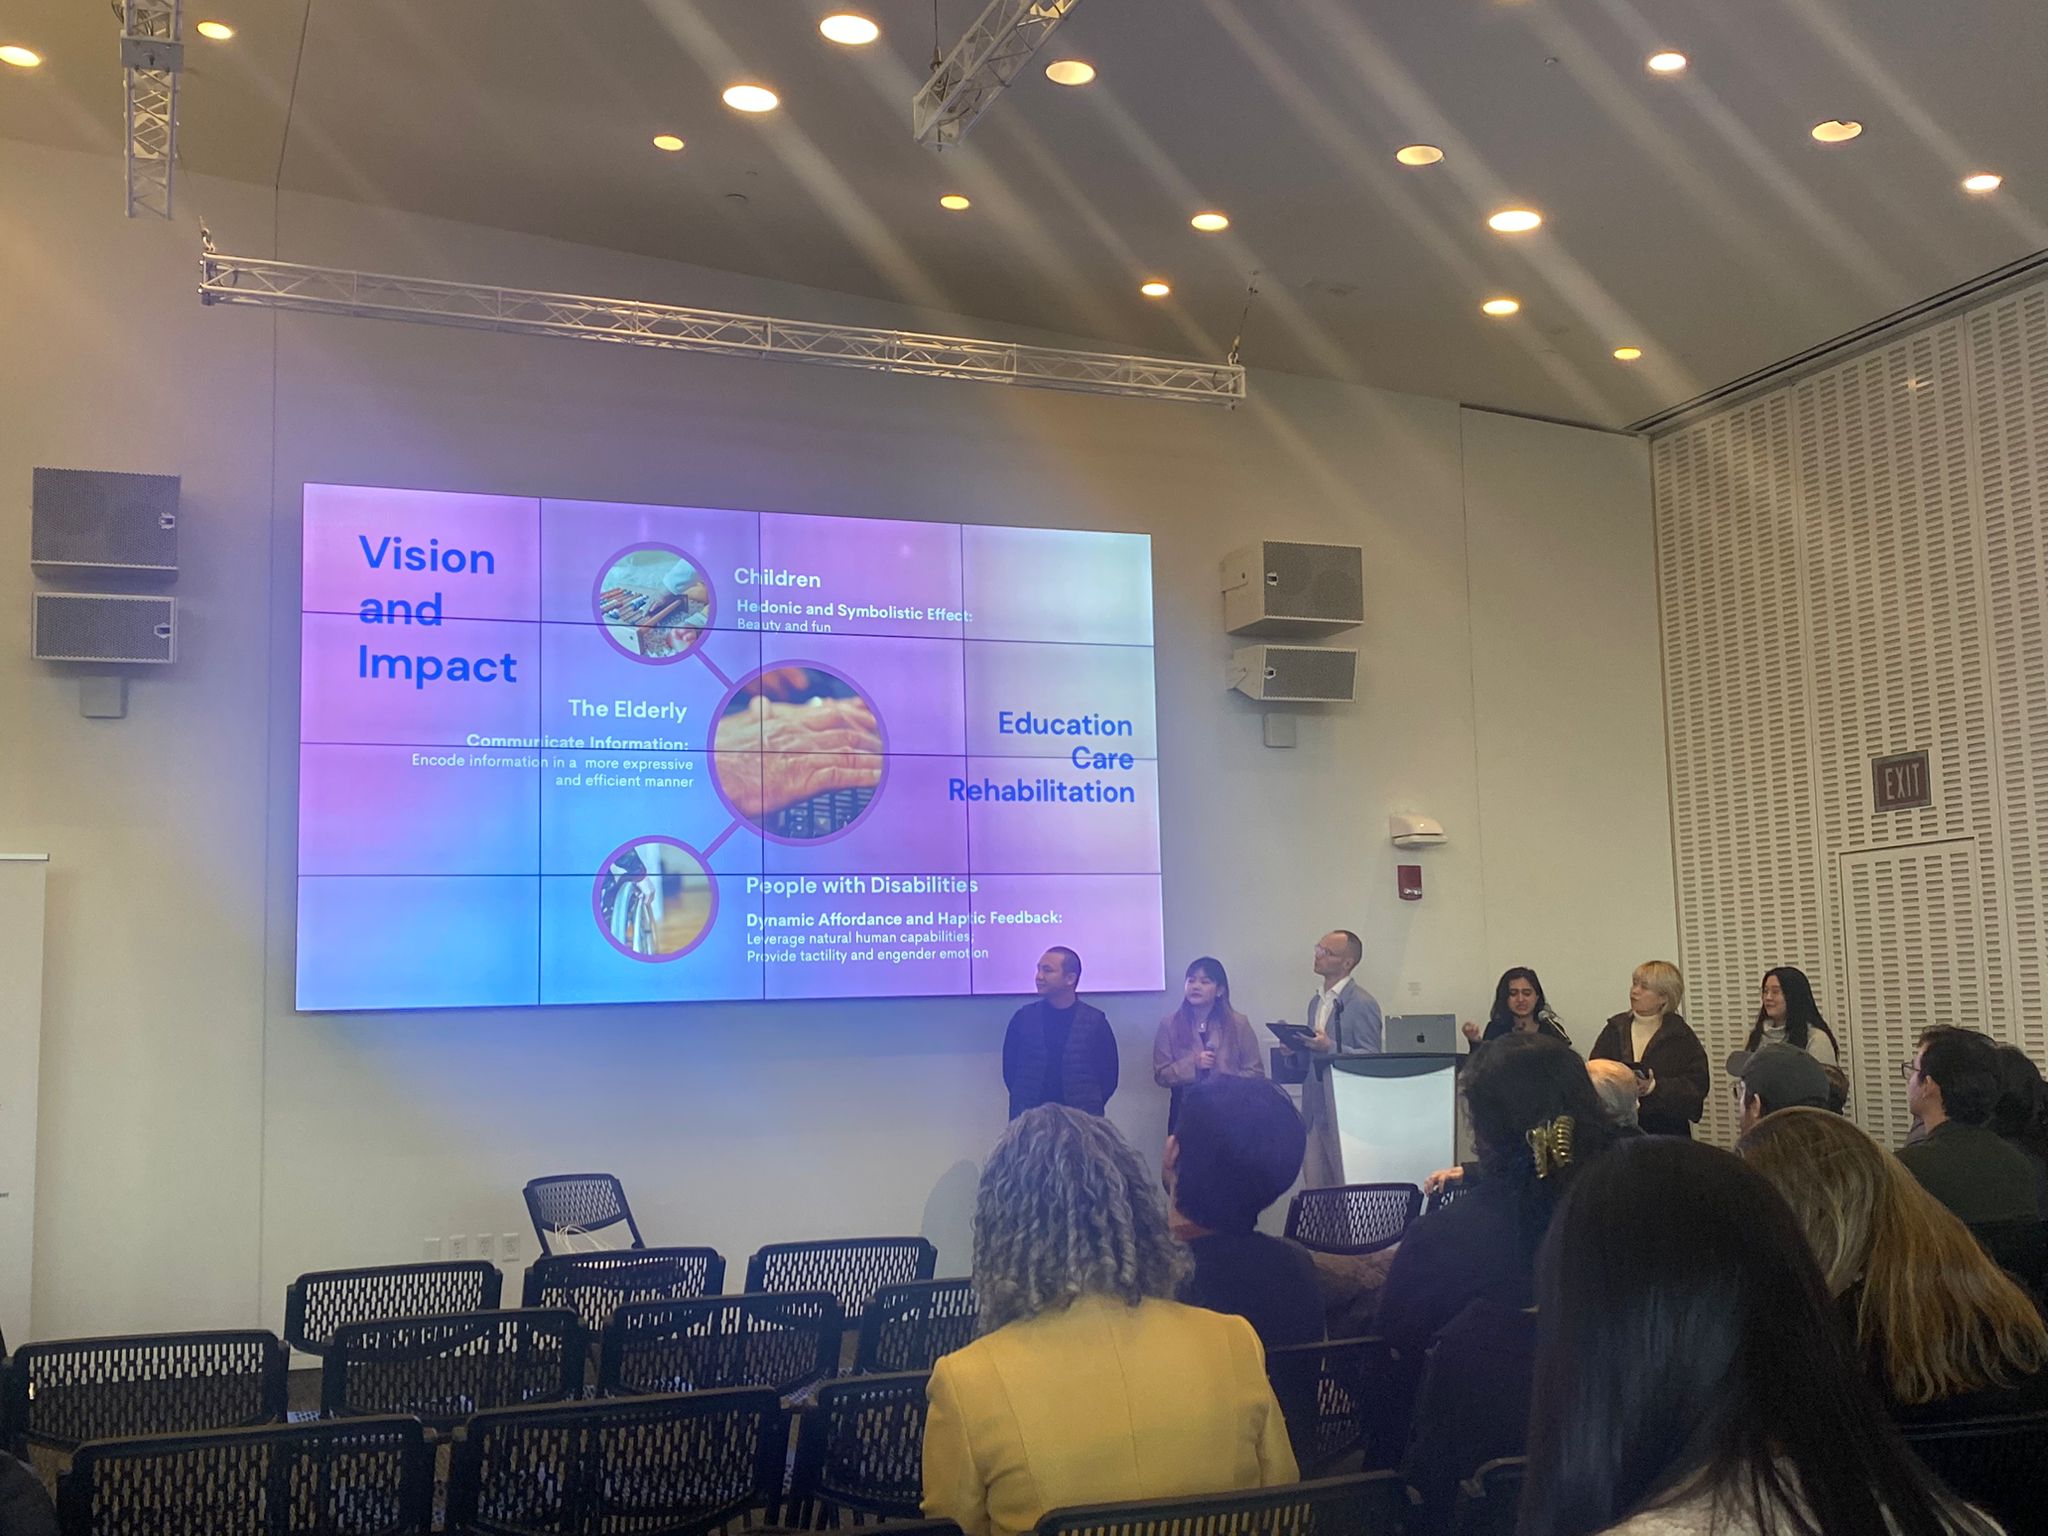 Vision
and
Impact
Children
Hedonic and Symbolistic Effect:
Beauty and fun
The Elderly
Communicate Information:
Encode information in a more expressive
and efficient manner
Education
Care
Rehabilitation
People with Disabilities
Dynamic Affordance and Haptic Feedback:
Leverage natural human capabilities;
Provide tactility and engender emotion
EXIT